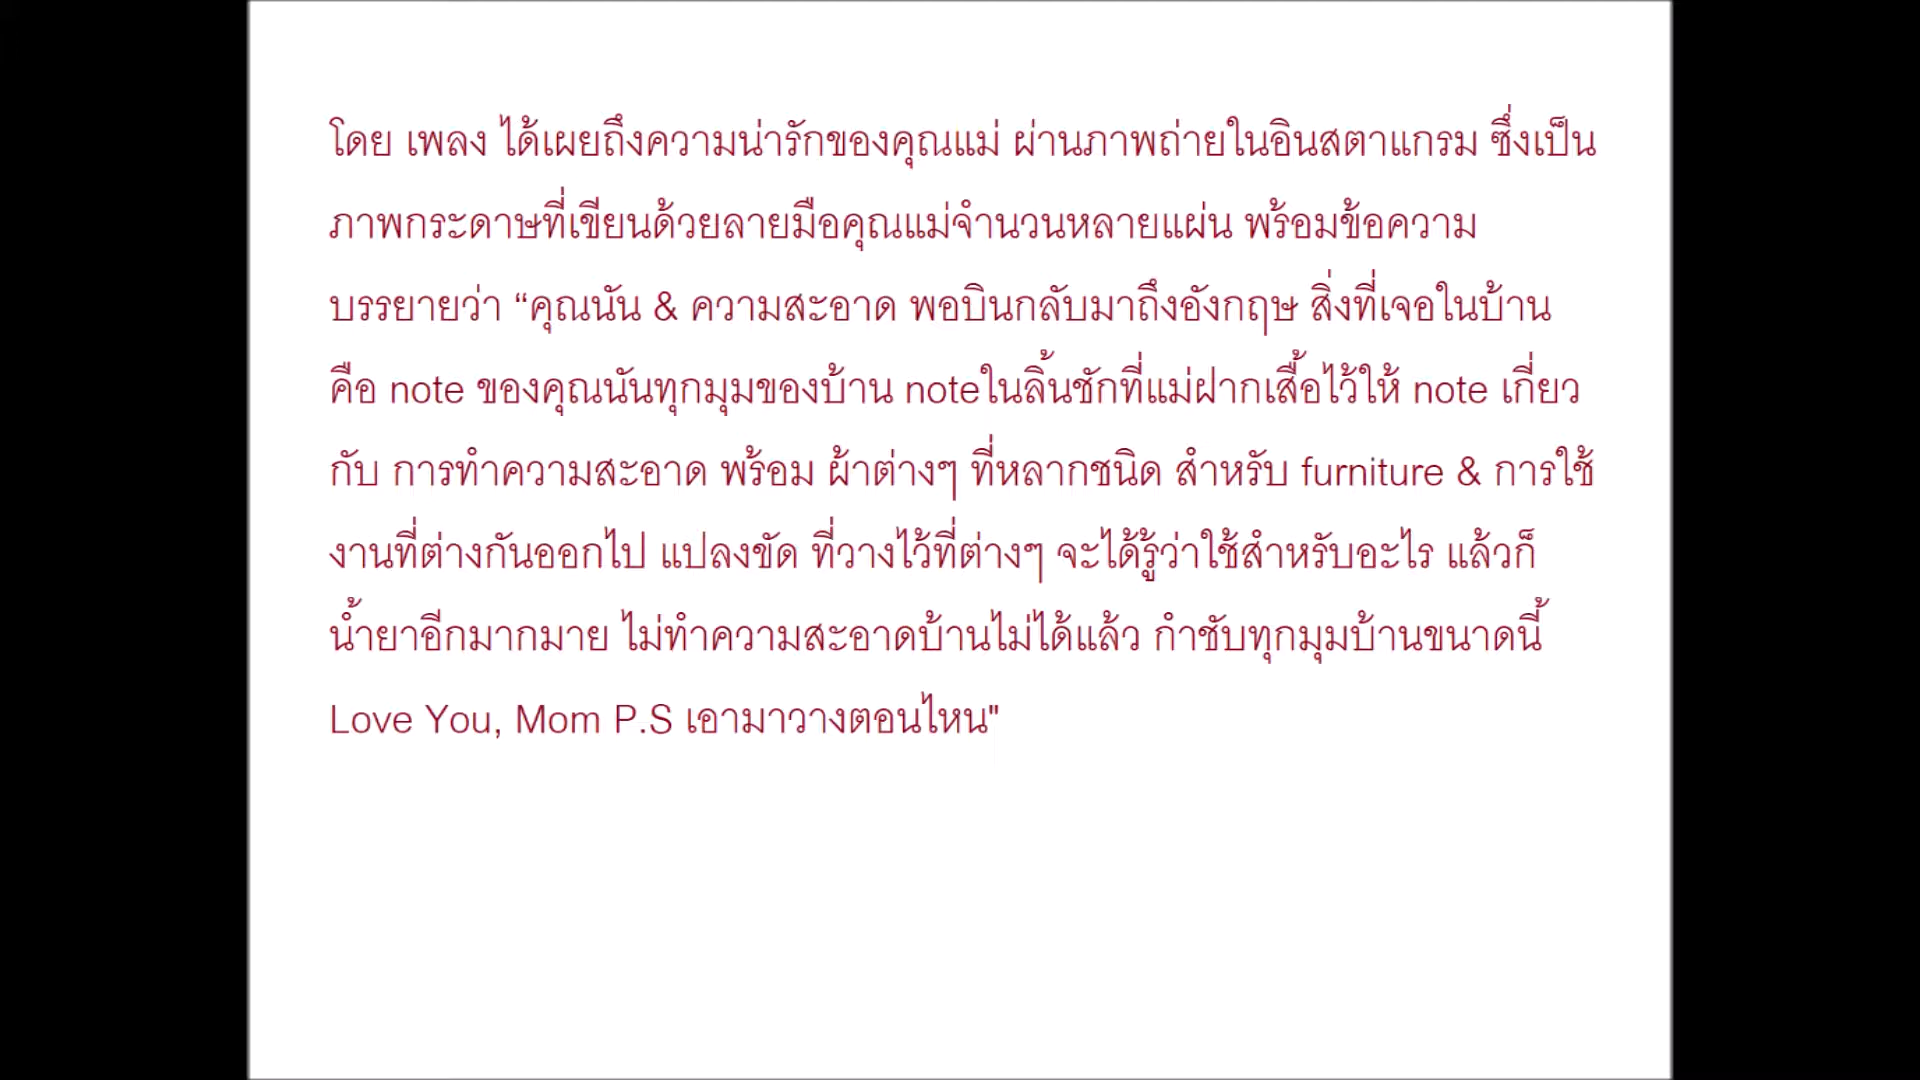 โดย เพลง ได้เผยถึงความน่ารักของคุณแม่ ผ่านภาพถ่ายในอินสตาแกรม ซึ่งเป็น
ภาพกระดาษที่เขียนด้วยลายมือคุณแม่จำนวนหลายแผ่น พร้อมข้อความ
บรรยายว่า “คุณนัน & ความสะอาด พอบินกลับมาถึงอังกฤษ สิ่งที่เจอในบ้าน
คือ note ของคุณนันทุกมุมของบ้าน noteในลิ้นชักที่แม่ฝากเสื้อไว้ให้ note เกี่ยว
กับ การทำความสะอาด พร้อม ผ้าต่างๆ ที่หลากชนิด สำหรับ furniture & การใช้
งานที่ต่างกันออกไป แปลงขัด ที่วางไว้ที่ต่างๆ จะได้รู้ว่าใช้สำหรับอะไร แล้วก็
น้ำยาอีกมากมาย ไม่ทำความสะอาดบ้านไม่ได้แล้ว กำชับทุกมุมบ้านขนาดนี้
Love You, Mom P.S เอามาวางตอนไหน"